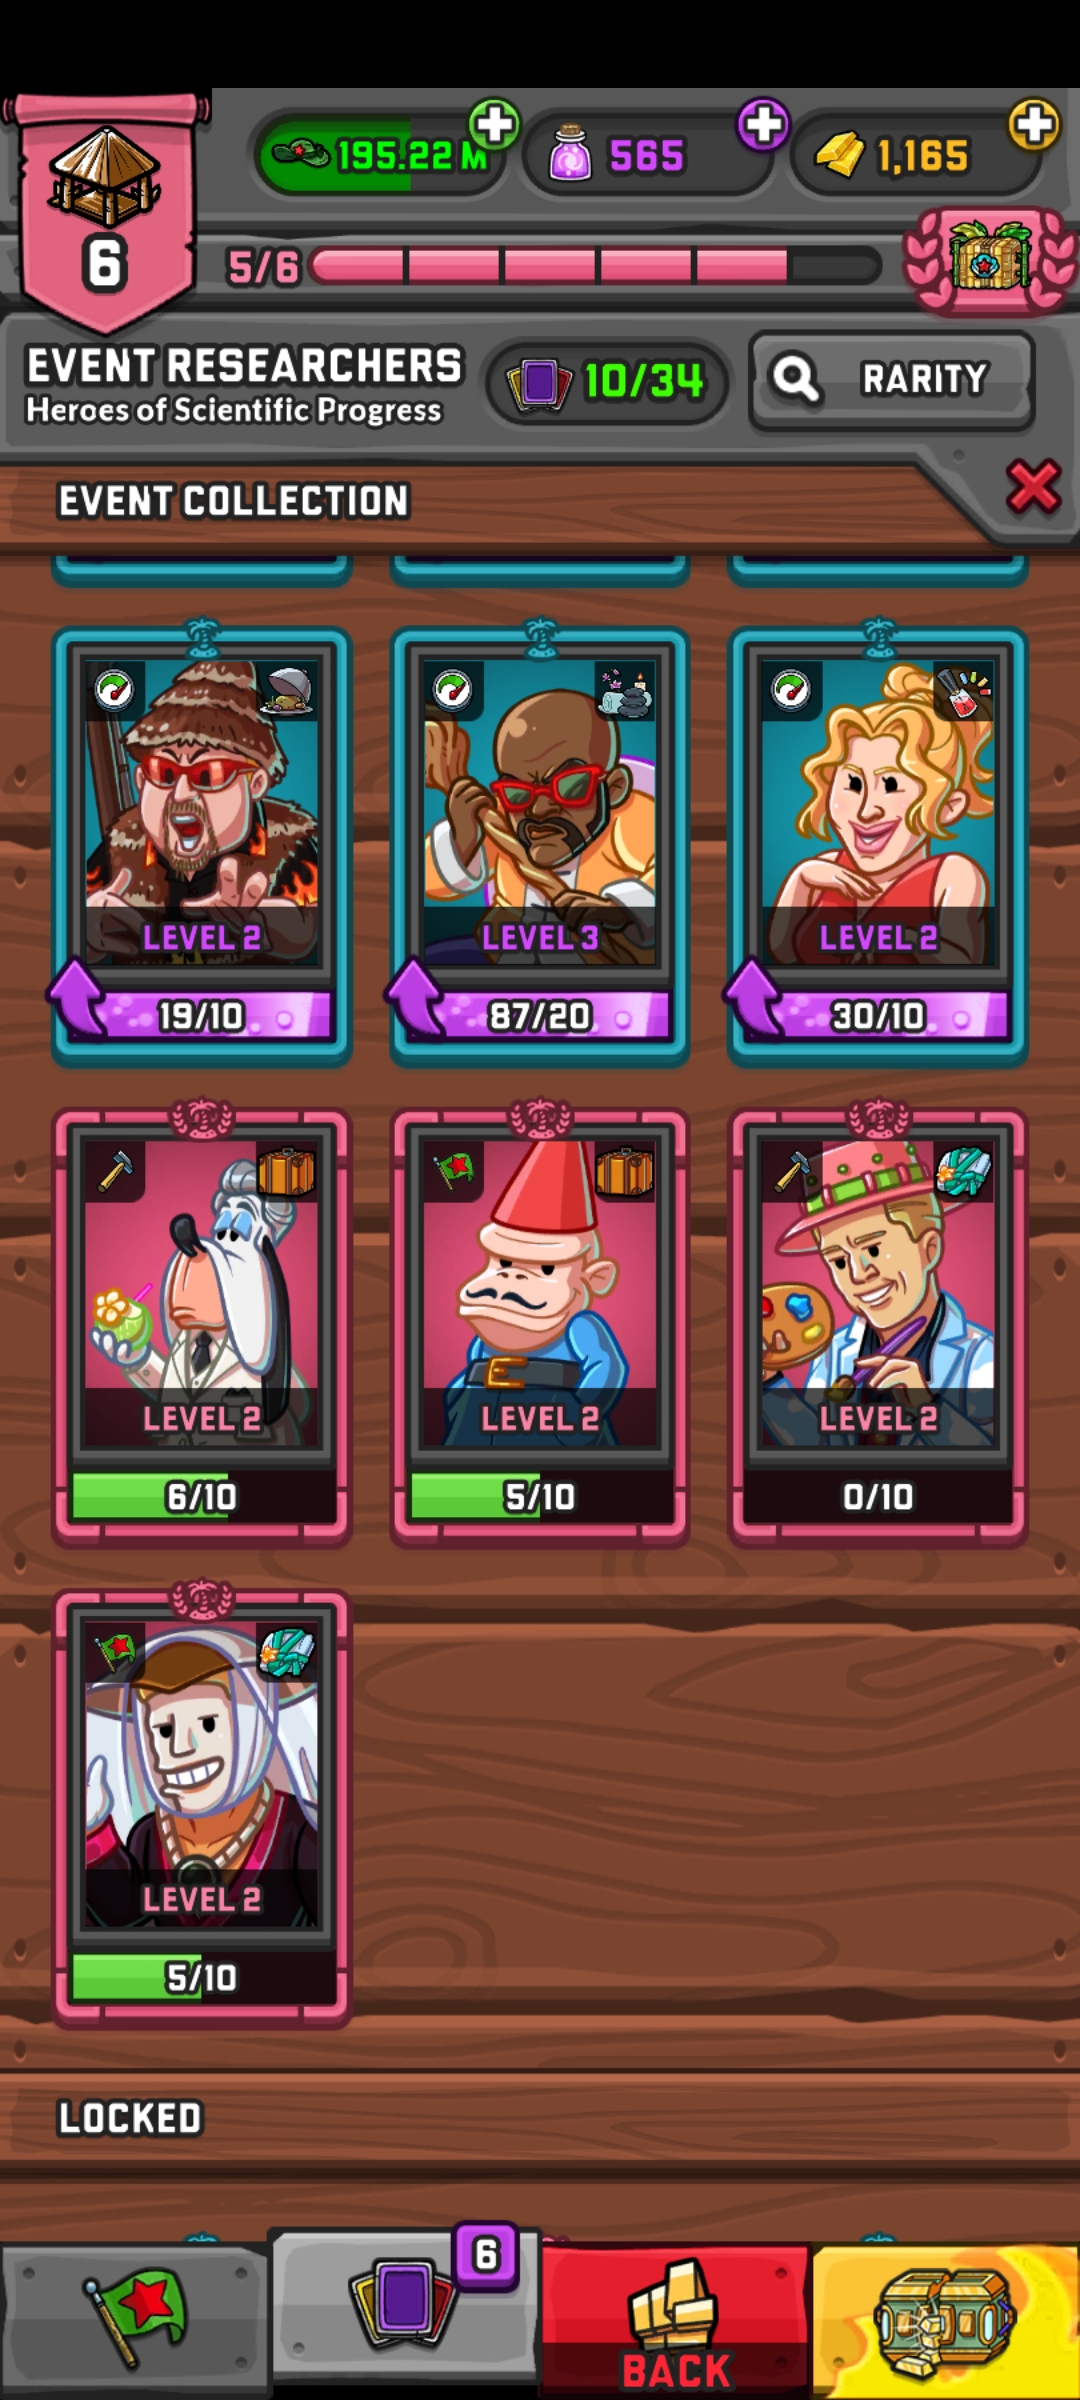 195.22 M
565
1,165
6
5/6
EVENT RESEARCHERS
Heroes of Scientific Progress
10/34
RARITY
EVENT COLLECTION
LEVEL 2
LEVEL 3
LEVEL 2
19/10
87/20
30/10
LEVEL 2
LEVEL 2
LEVEL 2
6/10
5/10
0/10
LEVEL 2
5/10
LOCKED
6
BACK